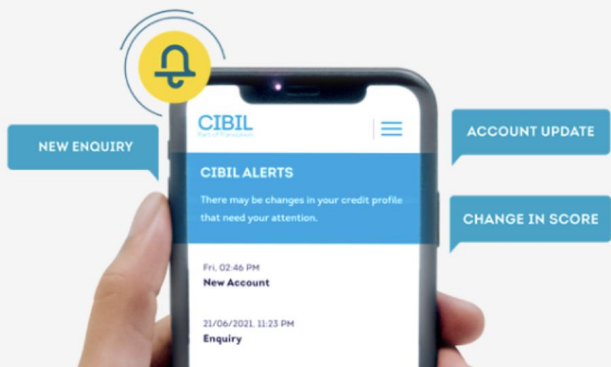 CIBIL
Part of TransUnion
NEW ENQUIRY
ACCOUNT UPDATE
CIBIL ALERTS
There may be changes in your credit profile
that need your attention.
CHANGE IN SCORE
Fri, 02:46 PM
New Account
21/06/2021, 11:23 PM
Enquiry